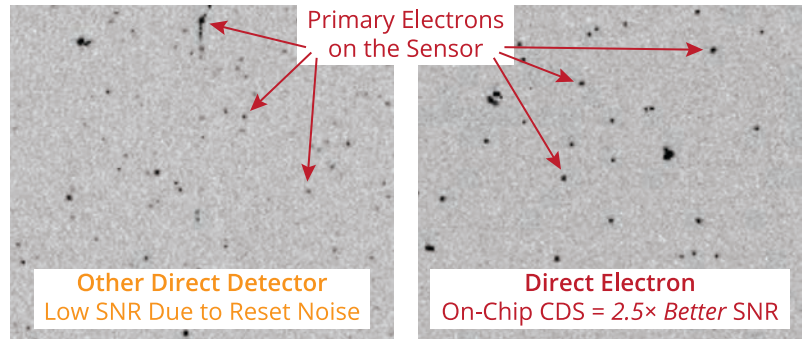 Primary Electrons
on the Sensor
Other Direct Detector
Low SNR Due to Reset Noise
Direct Electron
On-Chip CDS = 2.5× Better SNR